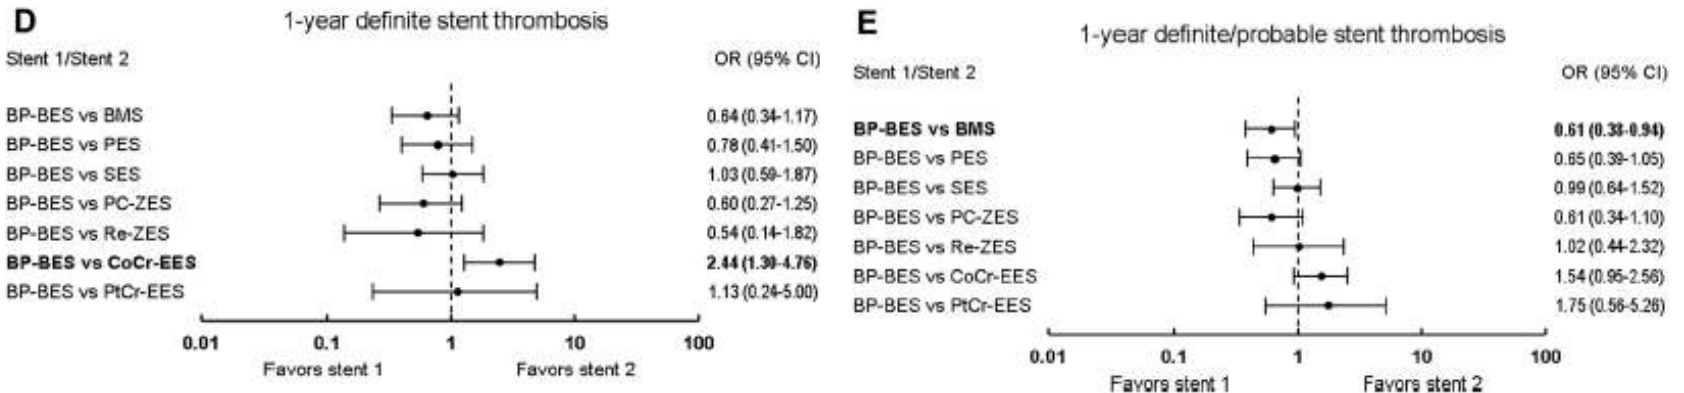 D
1-year definite stent thrombosis
Stent 1/Stent 2 OR (95% CI)
BP-BES vs BMS 0.64 (0.34-1.17)
BP-BES vs PES 0.78 (0.41-1.50)
BP-BES vs SES 1.03 (0.59-1.87)
BP-BES vs PC-ZES 0.60 (0.27-1.25)
BP-BES vs Re-ZES 0.54 (0.14-1.82)
BP-BES vs CoCr-EES 2.44 (1.30-4.76)
BP-BES vs PtCr-EES 1.13 (0.24-5.00)
0.01 0.1 1 10 100
Favors stent 1 Favors stent 2
E
1-year definite/probable stent thrombosis
Stent 1/Stent 2 OR (95% CI)
BP-BES vs BMS 0.61 (0.38-0.94)
BP-BES vs PES 0.65 (0.39-1.05)
BP-BES vs SES 0.99 (0.64-1.52)
BP-BES vs PC-ZES 0.61 (0.34-1.10)
BP-BES vs Re-ZES 1.02 (0.44-2.32)
BP-BES vs CoCr-EES 1.54 (0.95-2.56)
BP-BES vs PtCr-EES 1.75 (0.56-5.26)
0.01 0.1 1 10 100
Favors stent 1 Favors stent 2